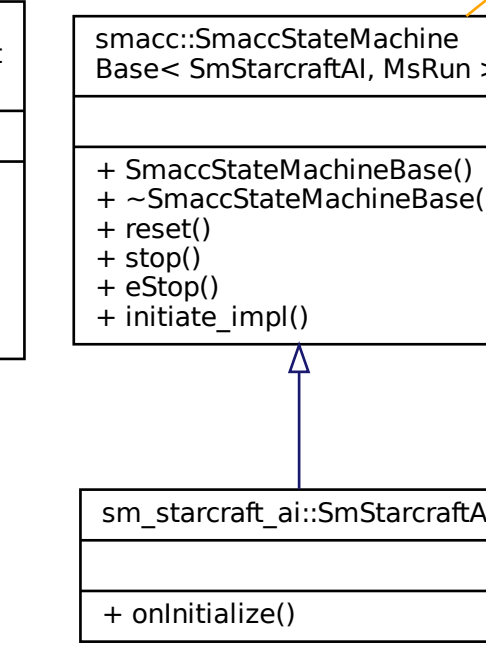 smacc::SmaccStateMachine
Base< SmStarcraftAI, MsRun >
+ SmaccStateMachineBase()
+ ~SmaccStateMachineBase(
+ reset()
+ stop()
+ eStop()
+ initiate_impl()
sm_starcraft_ai::SmStarcraftA
+ onInitialize()